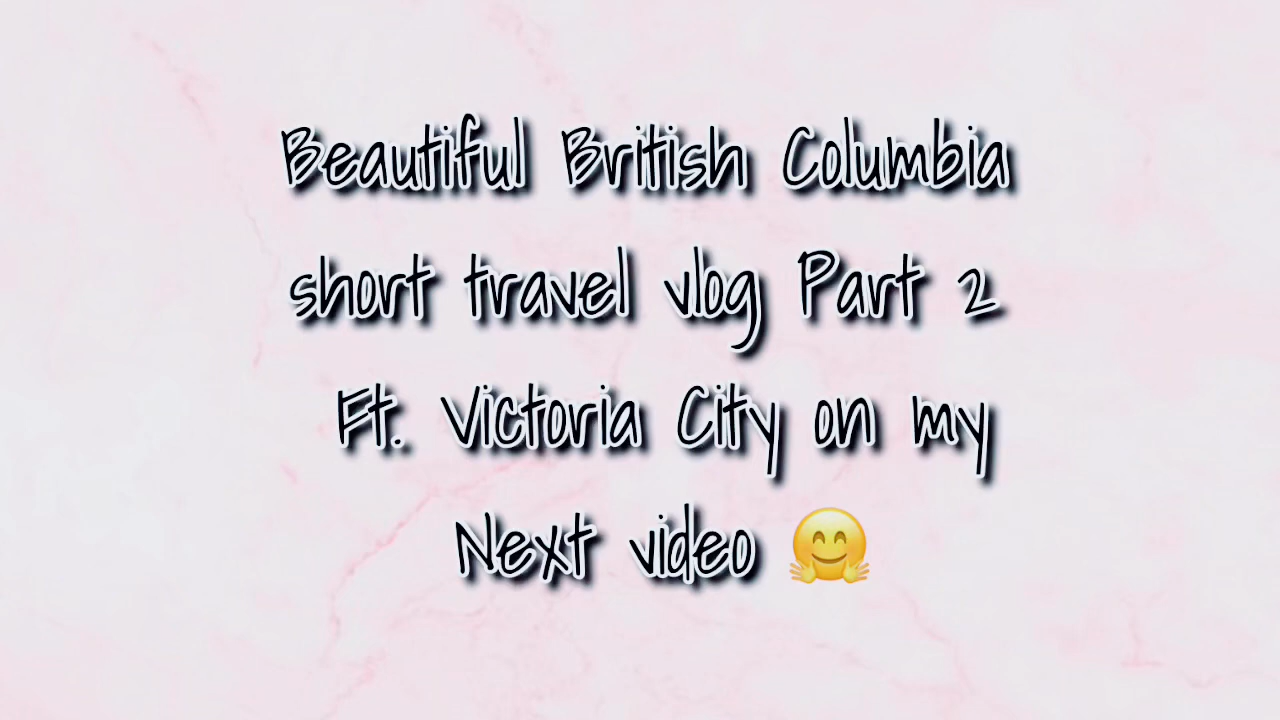 Beautiful British Columbia
short travel vlog Part 2
Ft. Victoria City on my
Next video 🤗